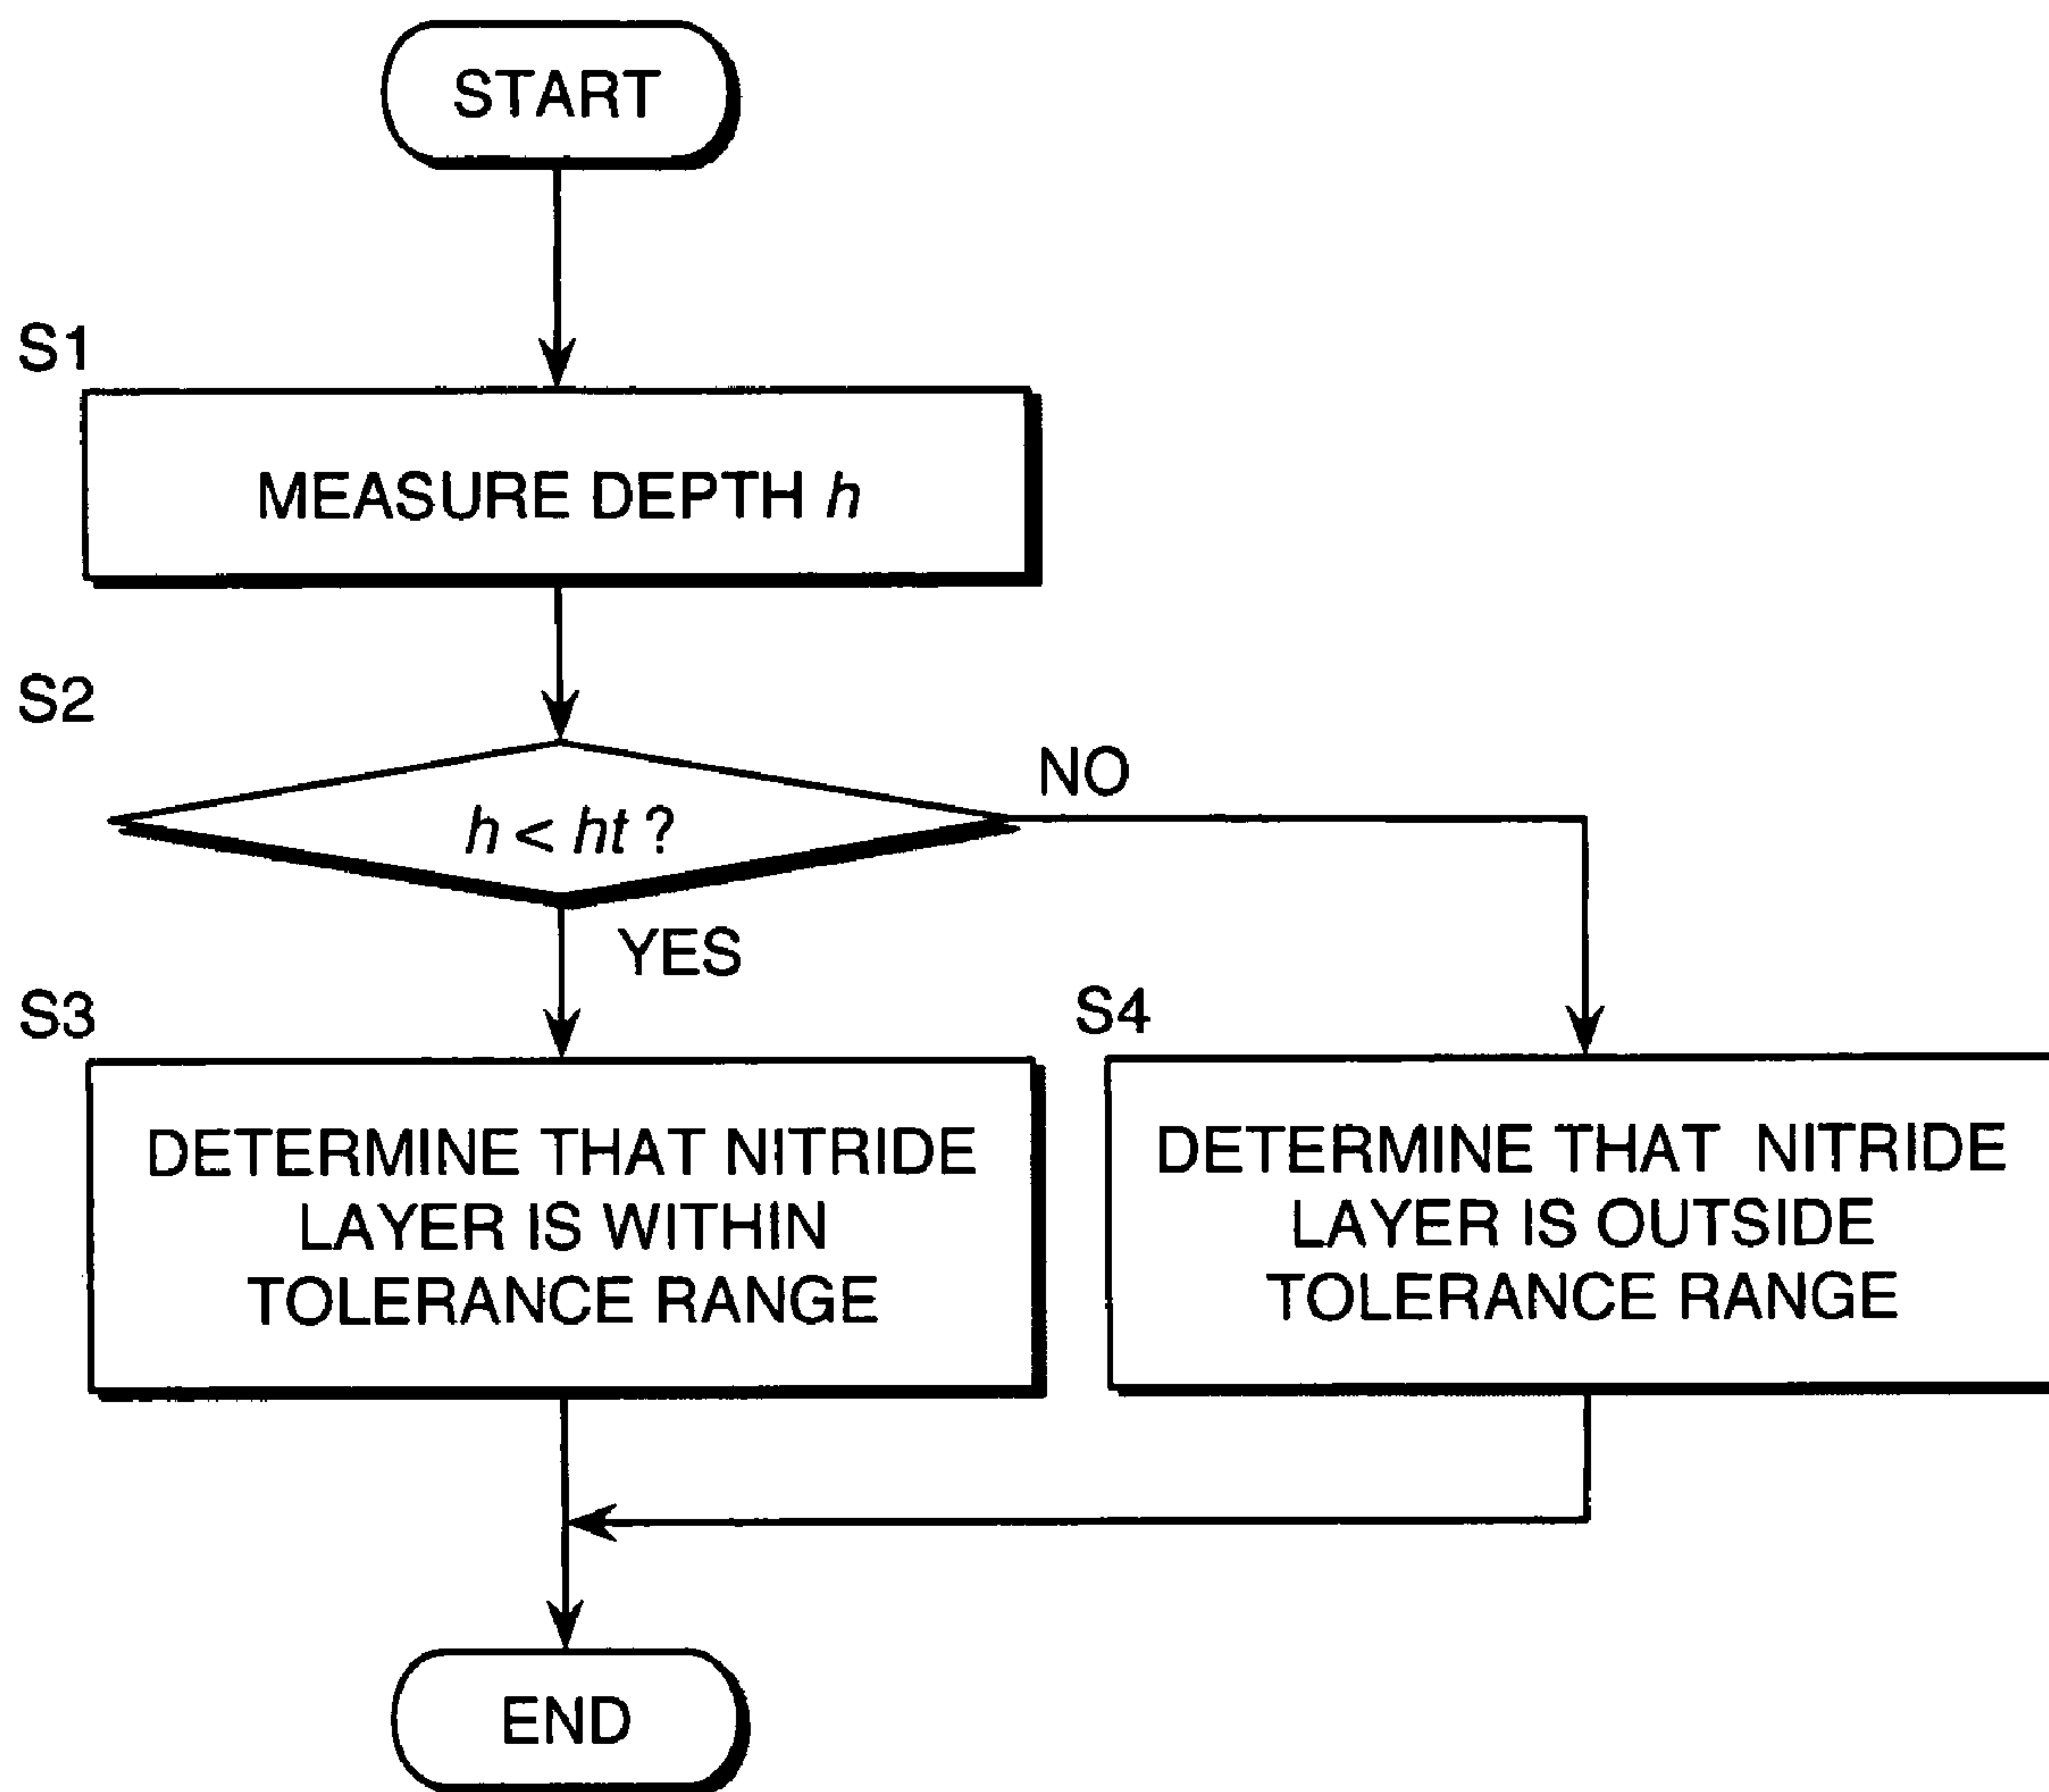 START
S1
MEASURE DEPTH h
S2
h < ht ?
NO
YES
S3
DETERMINE THAT NITRIDE
LAYER IS WITHIN
TOLERANCE RANGE
S4
DETERMINE THAT NITRIDE
LAYER IS OUTSIDE
TOLERANCE RANGE
END